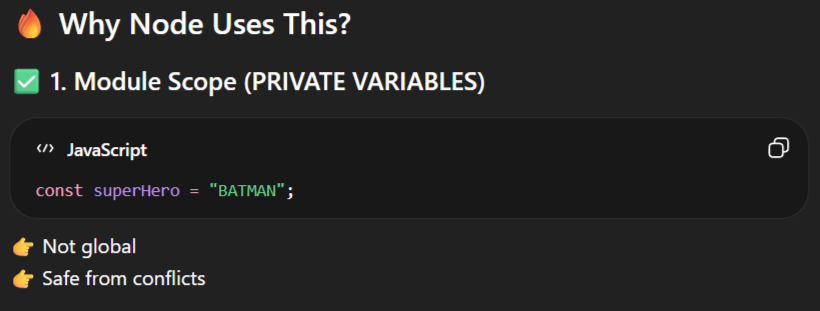 🔥 Why Node Uses This?
✅ 1. Module Scope (PRIVATE VARIABLES)
</> JavaScript
const superHero = "BATMAN";
👉 Not global
👉 Safe from conflicts